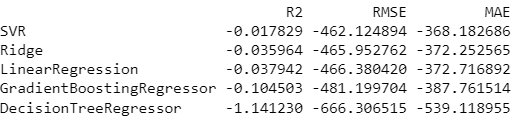 R2 RMSE MAE
SVR -0.017829 -462.124894 -368.182686
Ridge -0.035964 -465.952762 -372.252565
LinearRegression -0.037942 -466.380420 -372.716892
GradientBoostingRegressor -0.104503 -481.199704 -387.761514
DecisionTreeRegressor -1.141230 -666.306515 -539.118955